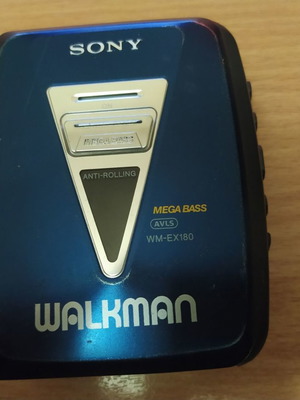 SONY
ANTI-ROLLING
MEGA BASS
AVLS
WM-EX180
WALKMAN